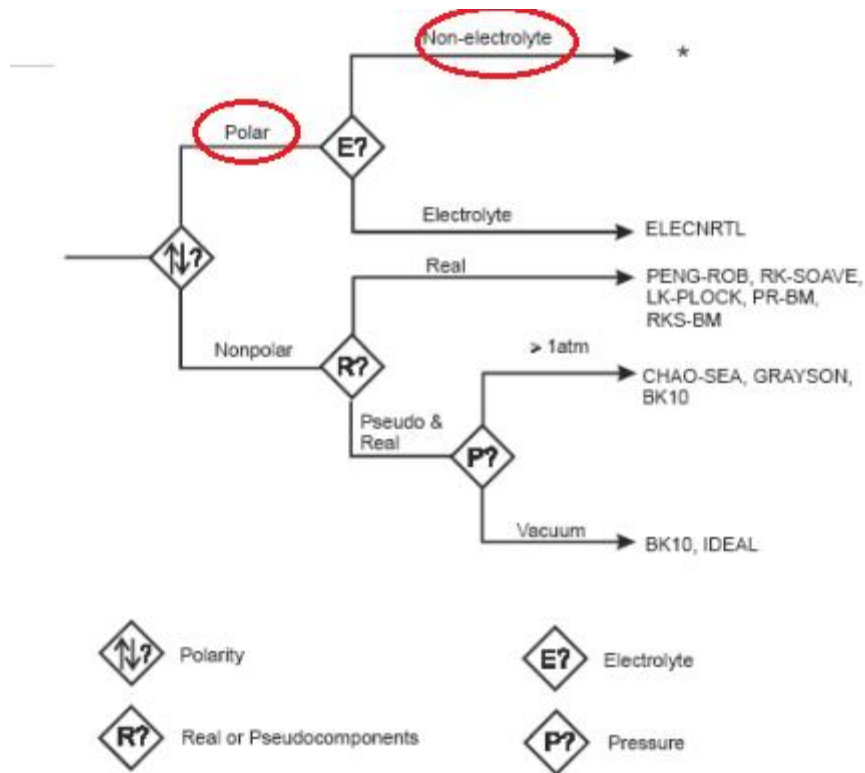 Non-electrolyte
*
Polar
E?
Electrolyte
ELECNRTL
⇅?
Real
PENG-ROB, RK-SOAVE,
LK-PLOCK, PR-BM,
RKS-BM
Nonpolar
R?
⩾ 1atm
CHAO-SEA, GRAYSON,
BK10
Pseudo &
Real
P?
Vacuum
BK10, IDEAL
⇅?
Polarity
E?
Electrolyte
R?
Real or Pseudocomponents
P?
Pressure